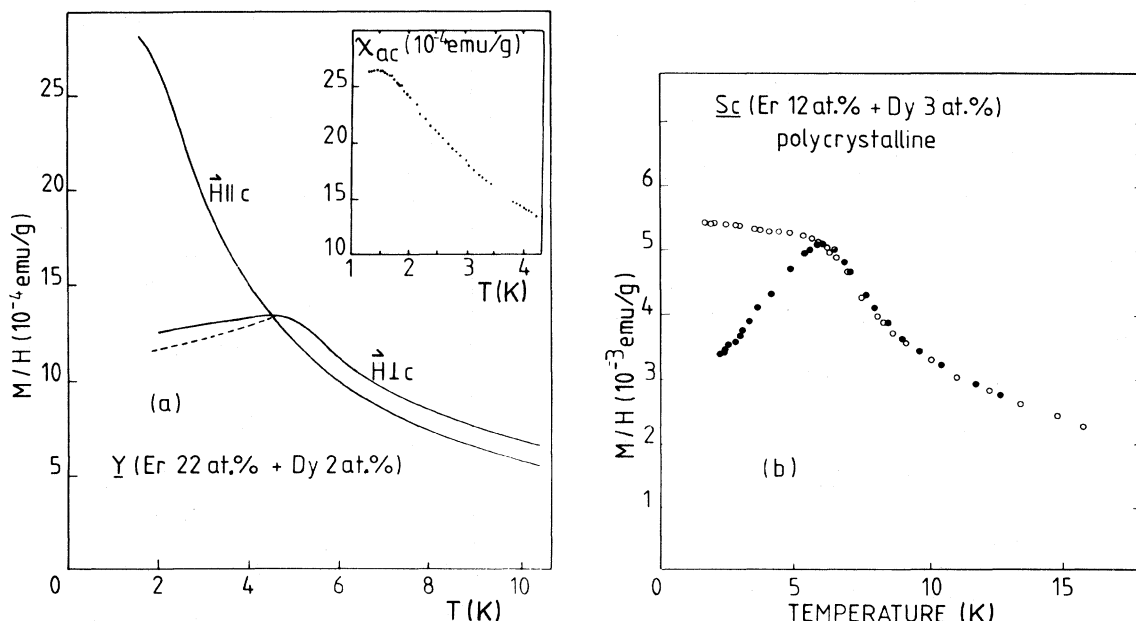 χac (10⁻⁴emu/g)
25
20
15
10
1 2 3 4
T(K)
M/H (10⁻⁴emu/g)
25
20
15
10
5
0 2 4 6 8 10
T(K)
H⃗∥c
H⃗⊥c
(a)
Y (Er 22 at.% + Dy 2 at.%)
Sc (Er 12 at.% + Dy 3 at.%)
polycrystalline
M/H (10⁻³emu/g)
6
5
4
3
2
1
(b)
0 5 10 15
TEMPERATURE (K)